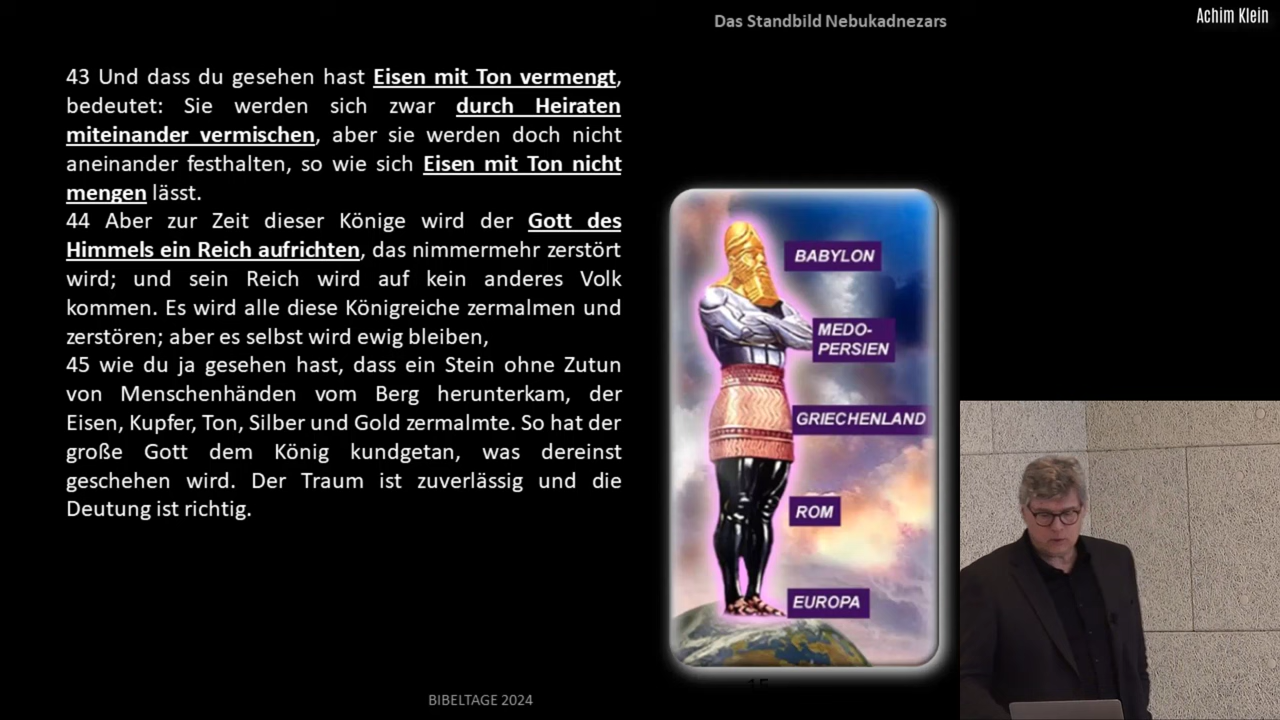 Das Standbild Nebukadnezars
Achim Klein
43 Und dass du gesehen hast Eisen mit Ton vermengt,
bedeutet: Sie werden sich zwar durch Heiraten
miteinander vermischen, aber sie werden doch nicht
aneinander festhalten, so wie sich Eisen mit Ton nicht
mengen lässt.
44 Aber zur Zeit dieser Könige wird der Gott des
Himmels ein Reich aufrichten, das nimmermehr zerstört
wird; und sein Reich wird auf kein anderes Volk
kommen. Es wird alle diese Königreiche zermalmen und
zerstören; aber es selbst wird ewig bleiben,
45 wie du ja gesehen hast, dass ein Stein ohne Zutun
von Menschenhänden vom Berg herunterkam, der
Eisen, Kupfer, Ton, Silber und Gold zermalmte. So hat der
große Gott dem König kundgetan, was dereinst
geschehen wird. Der Traum ist zuverlässig und die
Deutung ist richtig.
BABYLON
MEDO-
PERSIEN
GRIECHENLAND
ROM
EUROPA
BIBELTAGE 2024